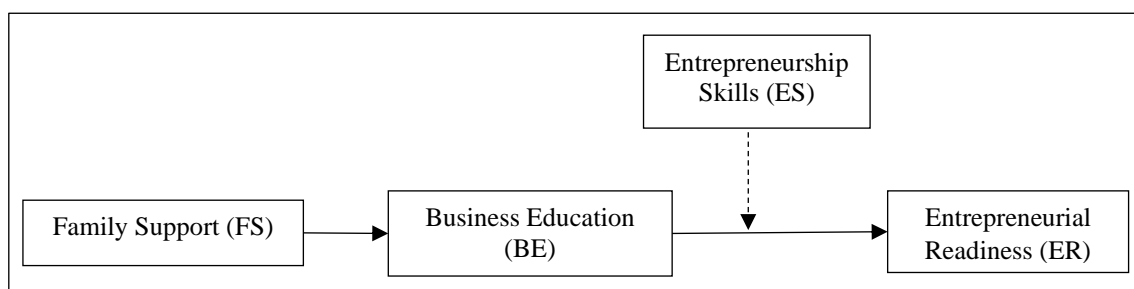 Entrepreneurship
Skills (ES)
Family Support (FS)
Business Education
(BE)
Entrepreneurial
Readiness (ER)